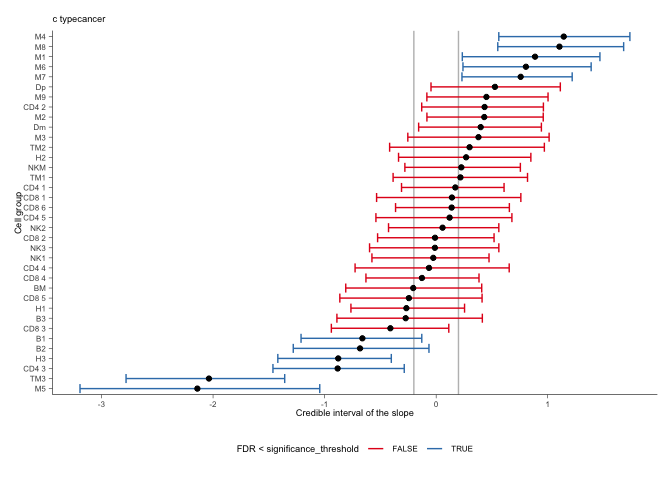 c typecancer
M4
M8
M1
M6
M7
Dp
M9
CD4 2
M2
Dm
M3
TM2
H2
NKM
TM1
CD4 1
CD8 1
CD8 6
CD4 5
NK2
CD8 2
NK3
NK1
CD4 4
CD8 4
BM
CD8 5
H1
B3
CD8 3
B1
B2
H3
CD4 3
TM3
M5
Cell group
-3 -2 -1 0 1
Credible interval of the slope
FDR < significance_threshold FALSE TRUE